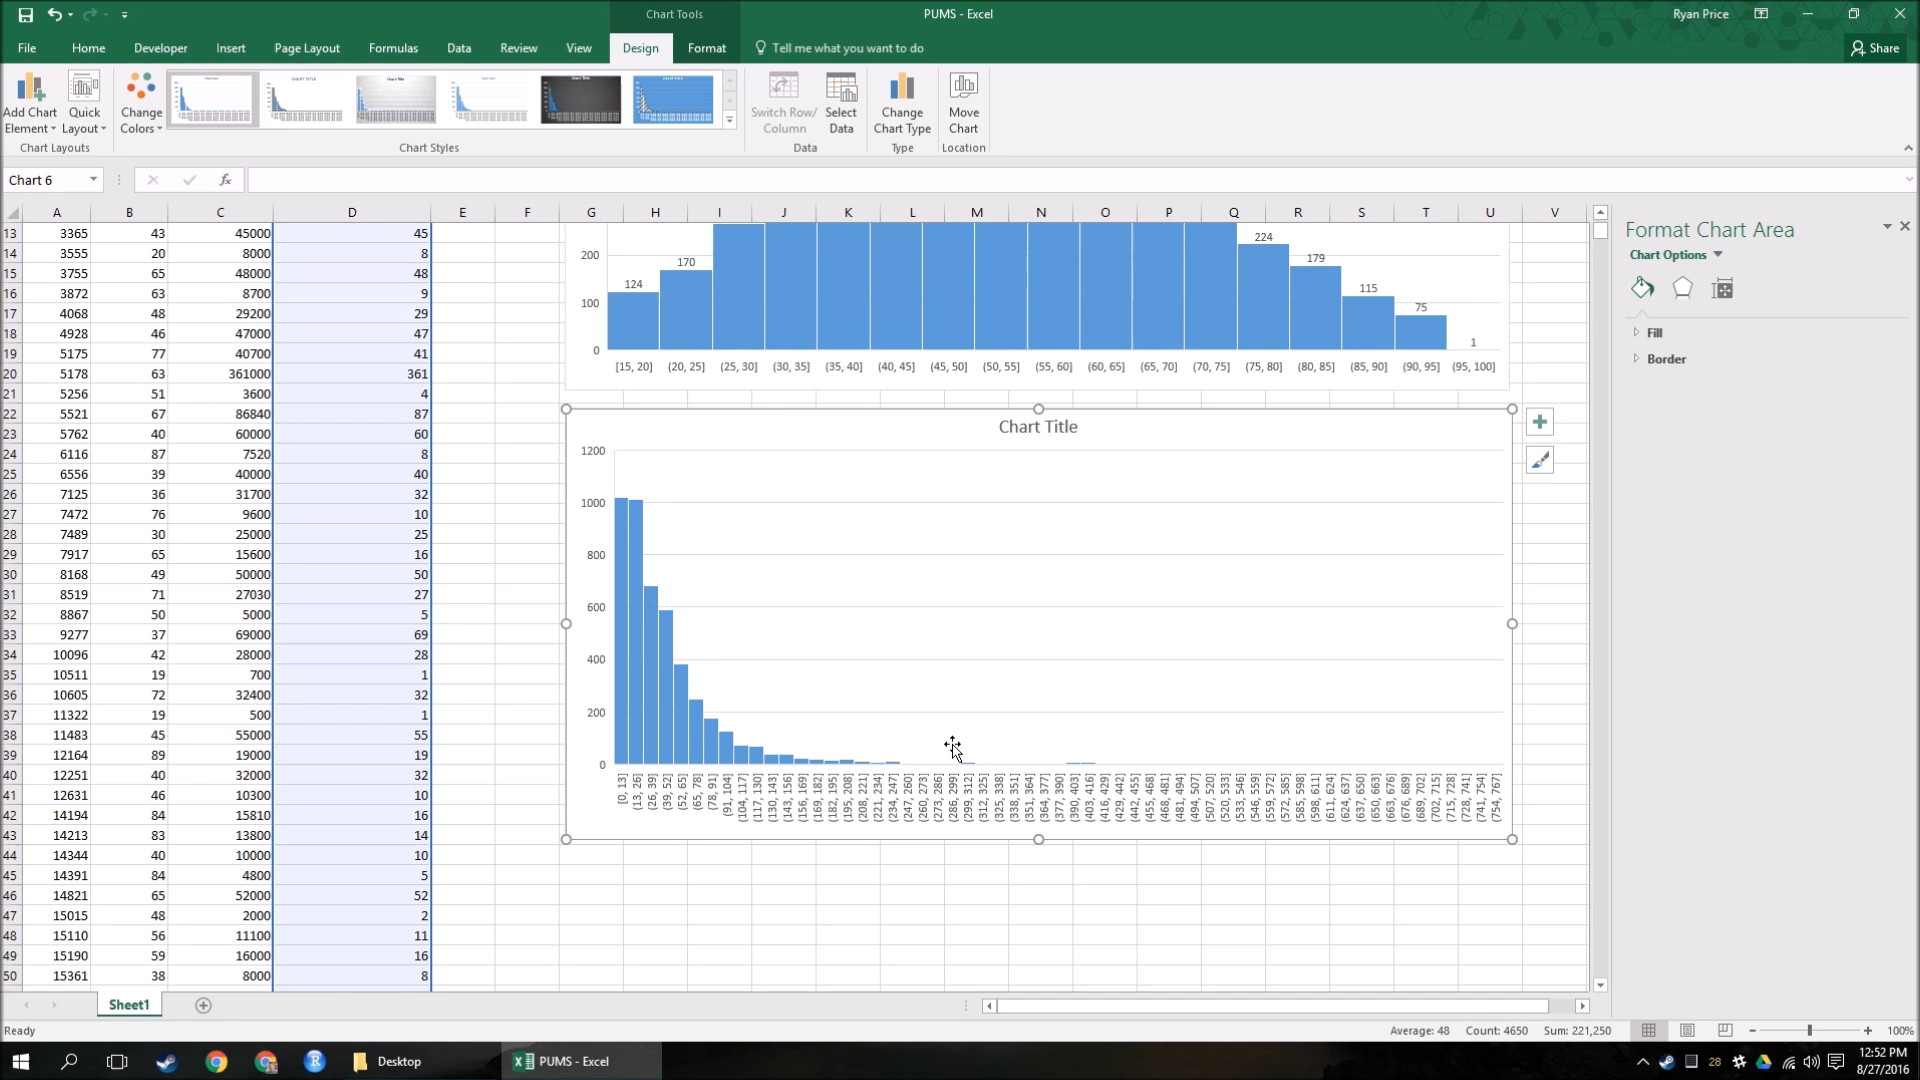 Chart Tools
PUMS - Excel
Ryan Price
File Home Developer Insert Page Layout Formulas Data Review View Design Format Tell me what you want to do Share
Add Chart Element
Quick Layout
Change Colors
Switch Row/ Column
Select Data
Change Chart Type
Move Chart
Chart Layouts Chart Styles Data Type Location
Chart 6 fx
A B C D E F G H I J K L M N O P Q R S T U V
13 3365 43 45000 45
14 3555 20 8000 8
15 3755 65 48000 48
16 3872 63 8700 9
17 4068 48 29200 29
18 4928 46 47000 47
19 5175 77 40700 41
20 5178 63 361000 361
21 5256 51 3600 4
22 5521 67 86840 87
23 5762 40 60000 60
24 6116 87 7520 8
25 6556 39 40000 40
26 7125 36 31700 32
27 7472 76 9600 10
28 7489 30 25000 25
29 7917 65 15600 16
30 8168 49 50000 50
31 8519 71 27030 27
32 8867 50 5000 5
33 9277 37 69000 69
34 10096 42 28000 28
35 10511 19 700 1
36 10605 72 32400 32
37 11322 19 500 1
38 11483 45 55000 55
39 12164 89 19000 19
40 12251 40 32000 32
41 12631 46 10300 10
42 14194 84 15810 16
43 14213 83 13800 14
44 14344 40 10000 10
45 14391 84 4800 5
46 14821 65 52000 52
47 15015 48 2000 2
48 15110 56 11100 11
49 15190 59 16000 16
50 15361 38 8000 8
200
100
0
124 170 224 179 115 75 1
[15, 20] (20, 25] (25, 30] (30, 35] (35, 40] (40, 45] (45, 50] (50, 55] (55, 60] (60, 65] (65, 70] (70, 75] (75, 80] (80, 85] (85, 90] (90, 95] (95, 100]
Chart Title
1200
1000
800
600
400
200
0
[0, 13] (13, 26] (26, 39] (39, 52] (52, 65] (65, 78] (78, 91] (91, 104] (104, 117] (117, 130] (130, 143] (143, 156] (156, 169] (169, 182] (182, 195] (195, 208] (208, 221] (221, 234] (234, 247] (247, 260] (260, 273] (273, 286] (286, 299] (299, 312] (312, 325] (325, 338] (338, 351] (351, 364] (364, 377] (377, 390] (390, 403] (403, 416] (416, 429] (429, 442] (442, 455] (455, 468] (468, 481] (481, 494] (494, 507] (507, 520] (520, 533] (533, 546] (546, 559] (559, 572] (572, 585] (585, 598] (598, 611] (611, 624] (624, 637] (637, 650] (650, 663] (663, 676] (676, 689] (689, 702] (702, 715] (715, 728] (728, 741] (741, 754] (754, 767]
Format Chart Area
Chart Options
Fill
Border
Sheet1
Ready
Average: 48 Count: 4650 Sum: 221,250
100%
Desktop
PUMS - Excel
28
12:52 PM
8/27/2016